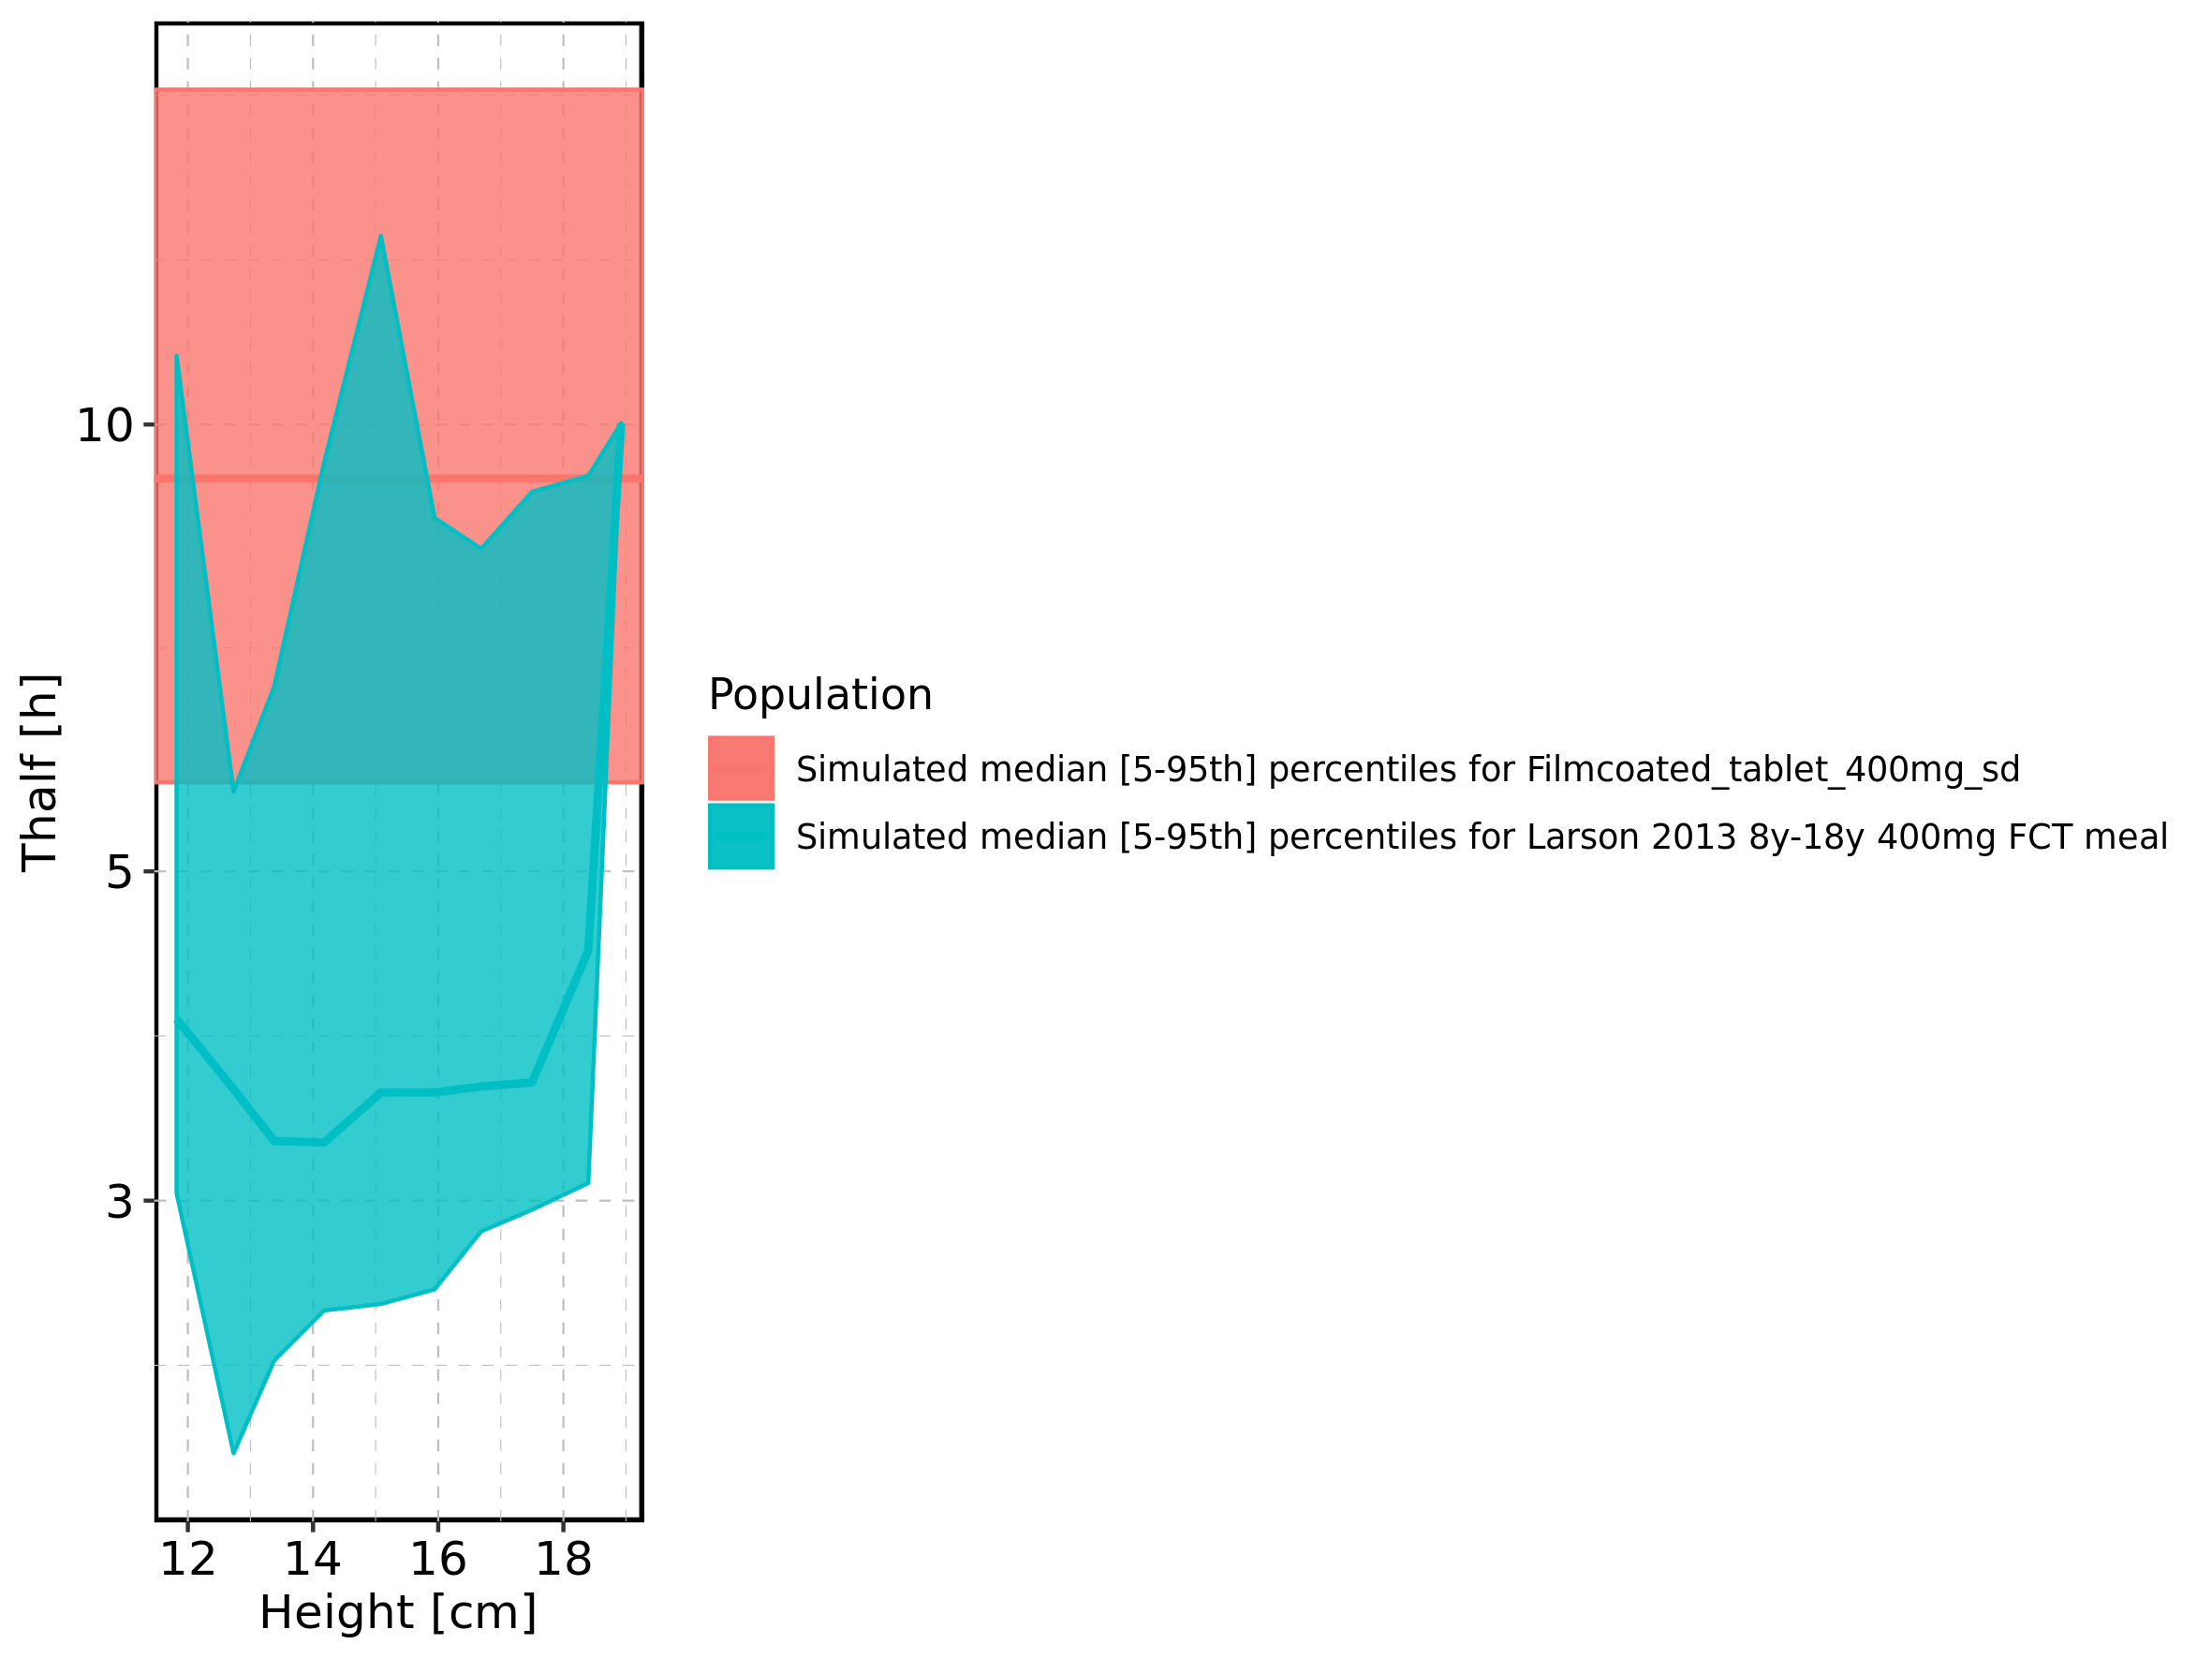 10
5
3
Thalf [h]
12 14 16 18
Height [cm]
Population
Simulated median [5-95th] percentiles for Filmcoated_tablet_400mg_sd
Simulated median [5-95th] percentiles for Larson 2013 8y-18y 400mg FCT meal